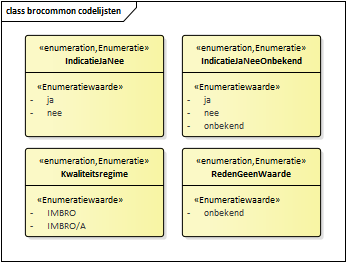 class brocommon codelijsten
«enumeration,Enumeratie»
IndicatieJaNee
«Enumeratiewaarde»
- ja
- nee
«enumeration,Enumeratie»
IndicatieJaNeeOnbekend
«Enumeratiewaarde»
- ja
- nee
- onbekend
«enumeration,Enumeratie»
Kwaliteitsregime
«Enumeratiewaarde»
- IMBRO
- IMBRO/A
«enumeration,Enumeratie»
RedenGeenWaarde
«Enumeratiewaarde»
- onbekend